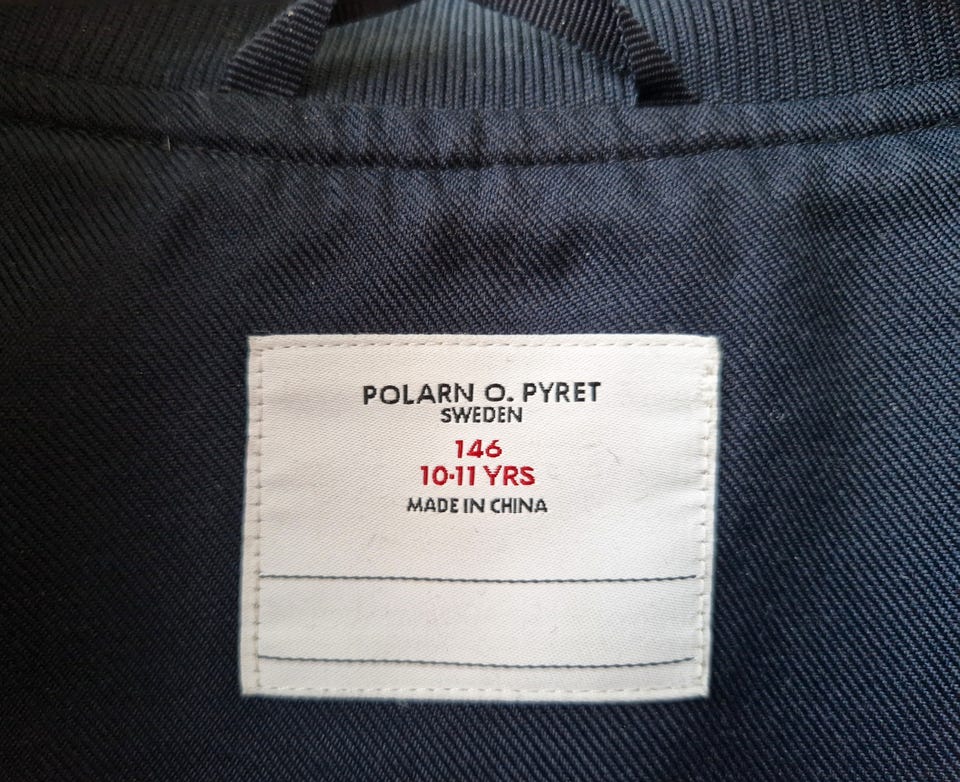 POLARN O. PYRET
SWEDEN
146
10-11 YRS
MADE IN CHINA